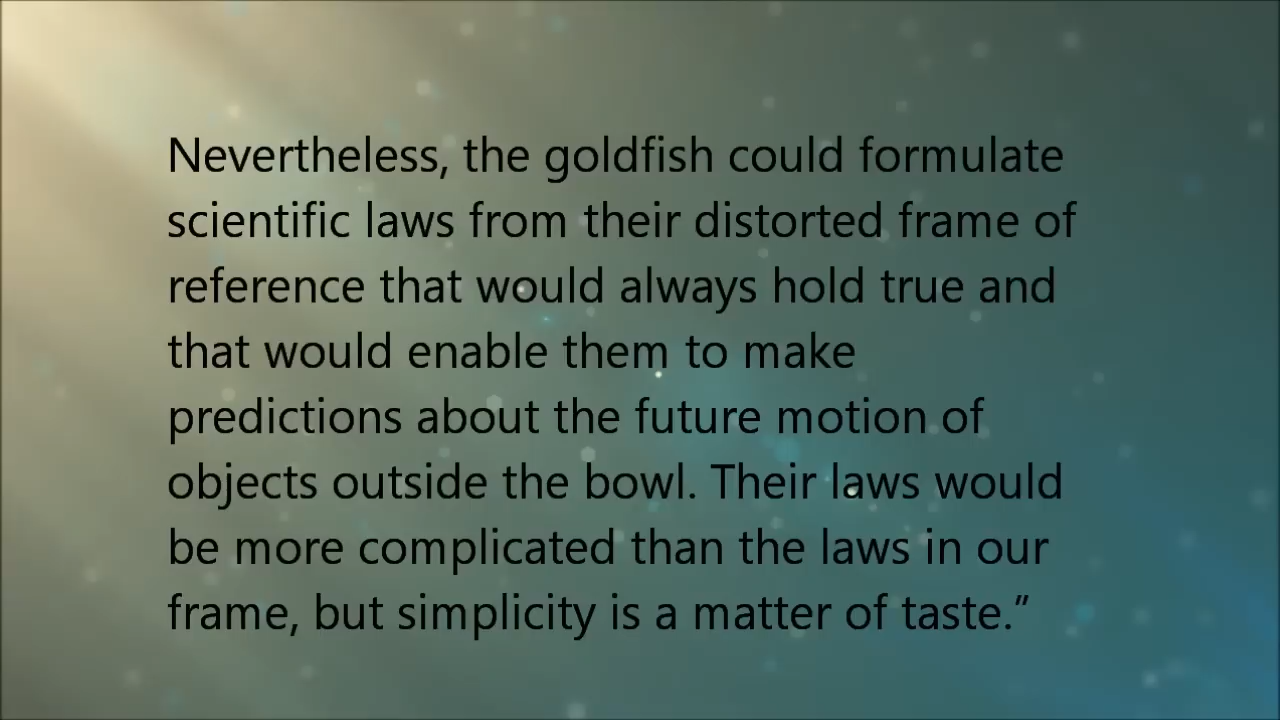 Nevertheless, the goldfish could formulate
scientific laws from their distorted frame of
reference that would always hold true and
that would enable them to make
predictions about the future motion of
objects outside the bowl. Their laws would
be more complicated than the laws in our
frame, but simplicity is a matter of taste.”